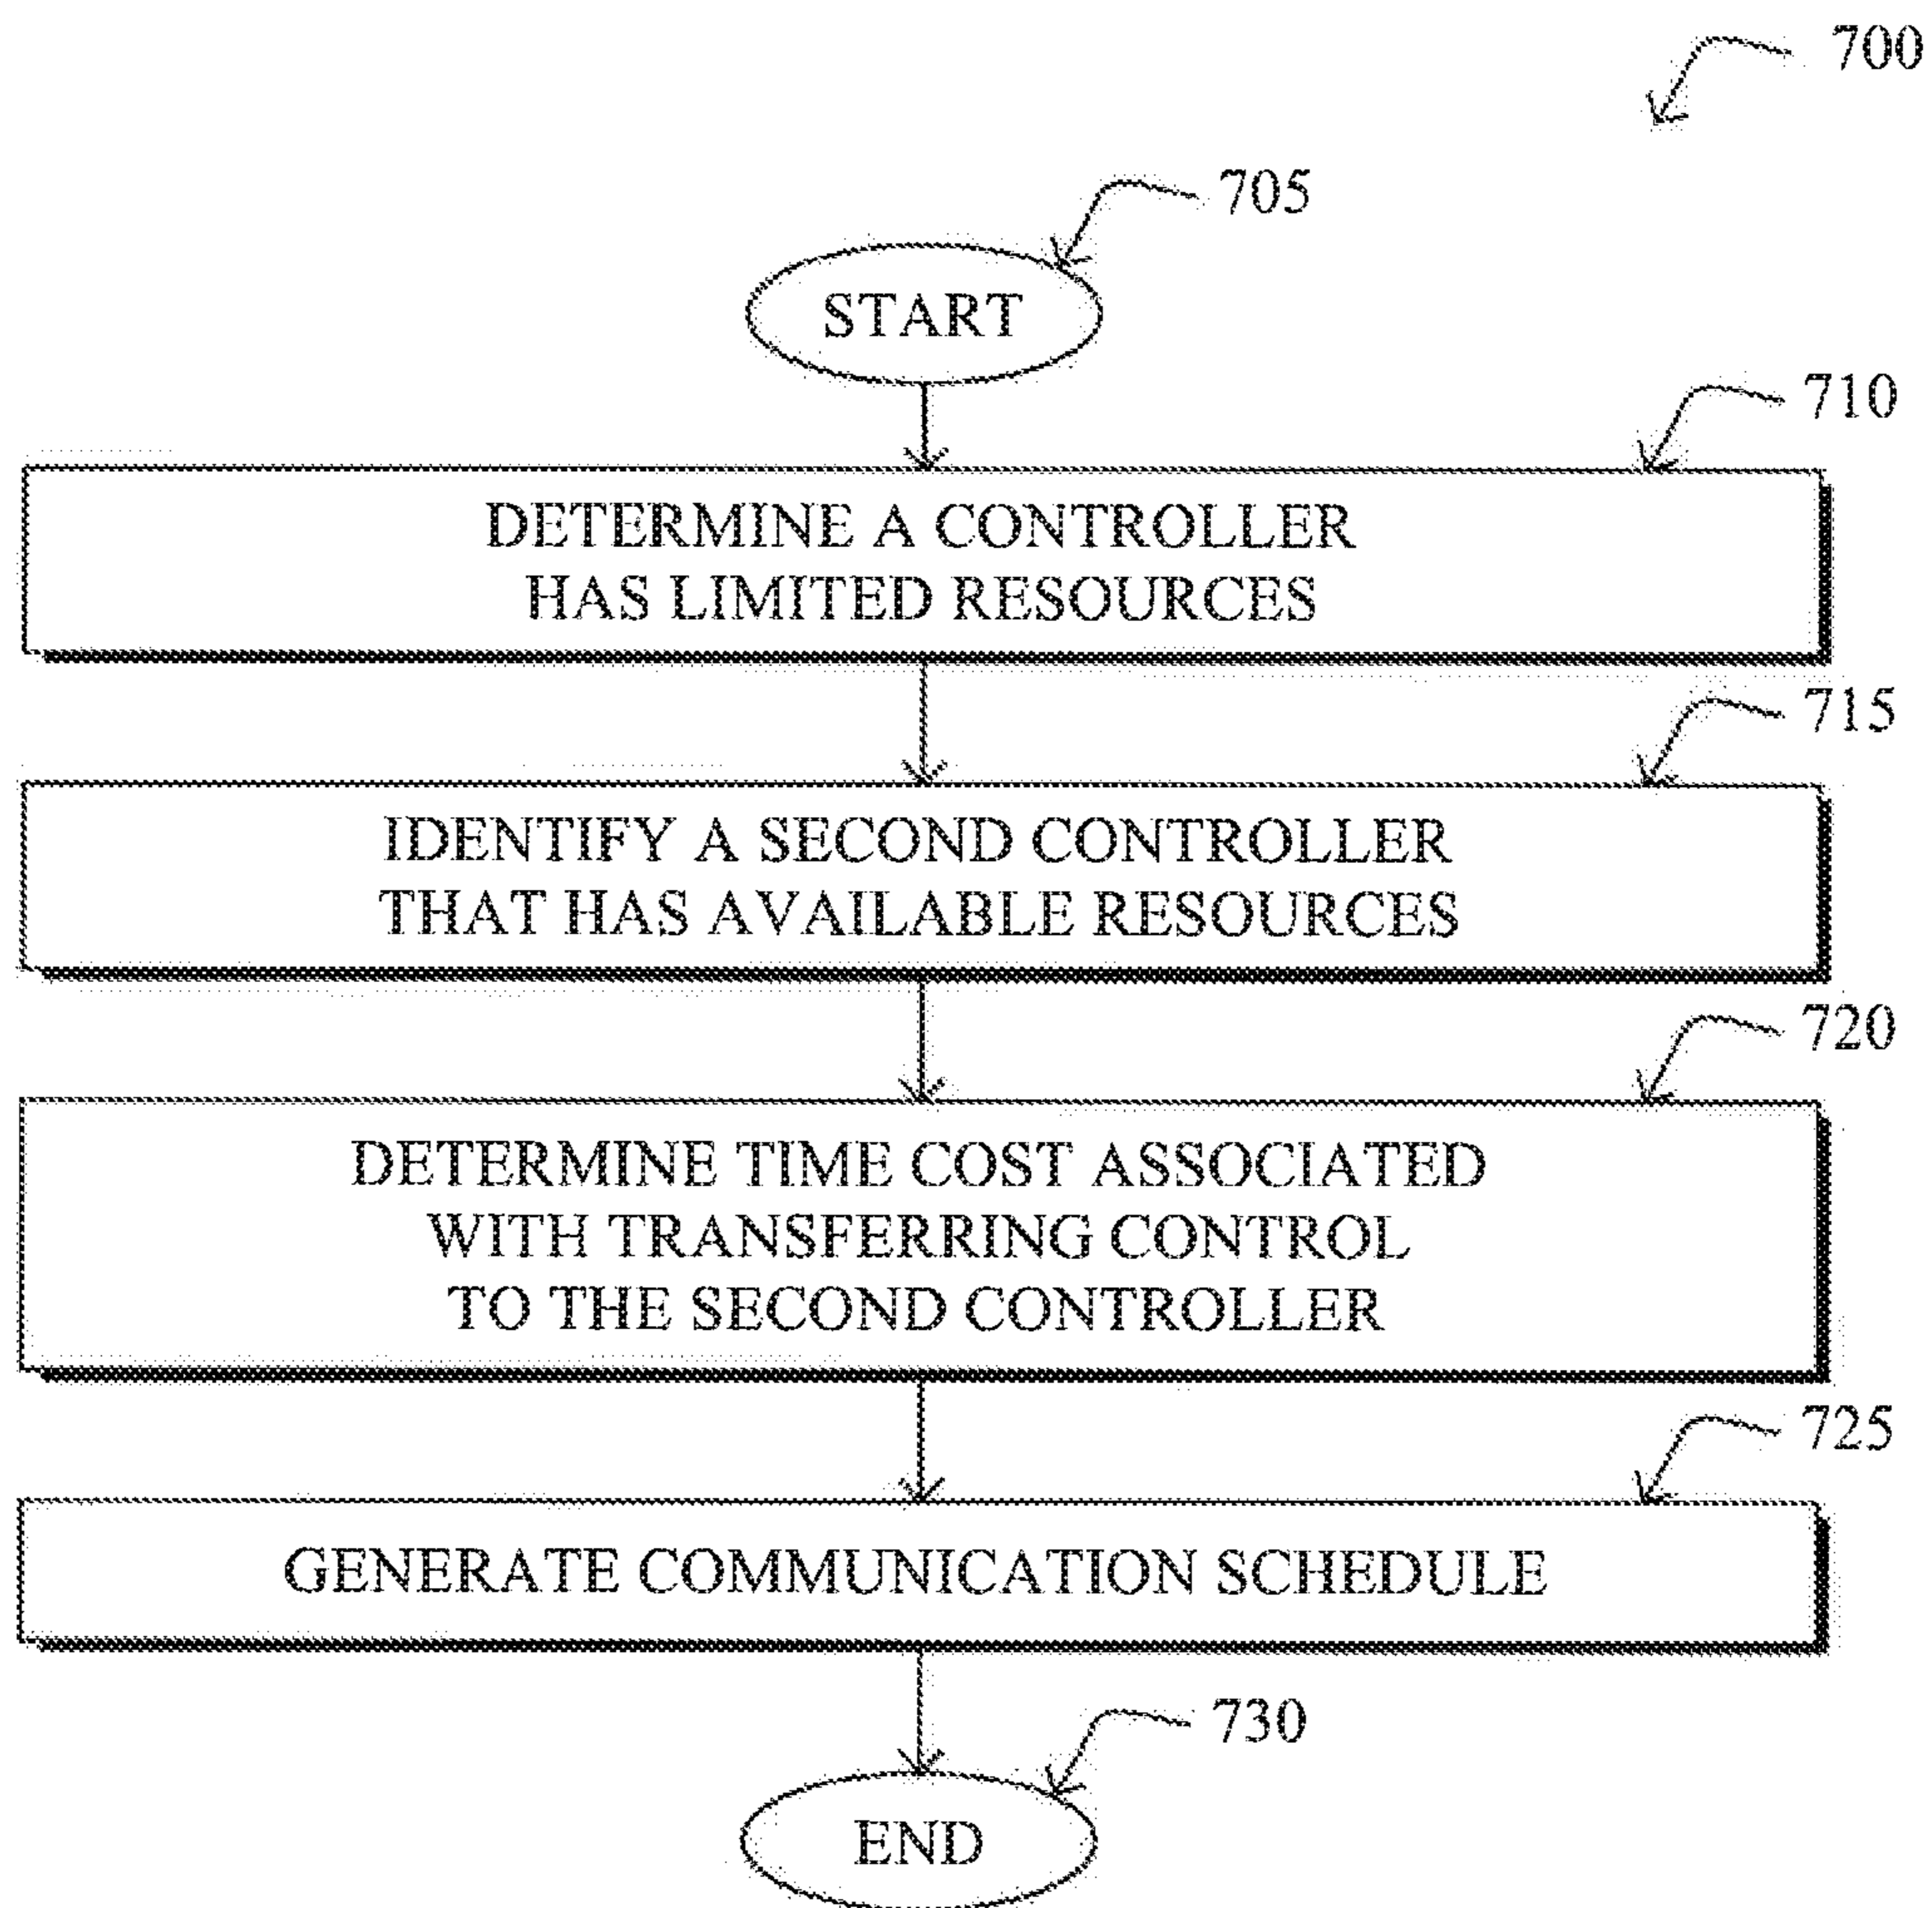 700
705
START
710
DETERMINE A CONTROLLER
HAS LIMITED RESOURCES
715
IDENTIFY A SECOND CONTROLLER
THAT HAS AVAILABLE RESOURCES
720
DETERMINE TIME COST ASSOCIATED
WITH TRANSFERRING CONTROL
TO THE SECOND CONTROLLER
725
GENERATE COMMUNICATION SCHEDULE
730
END